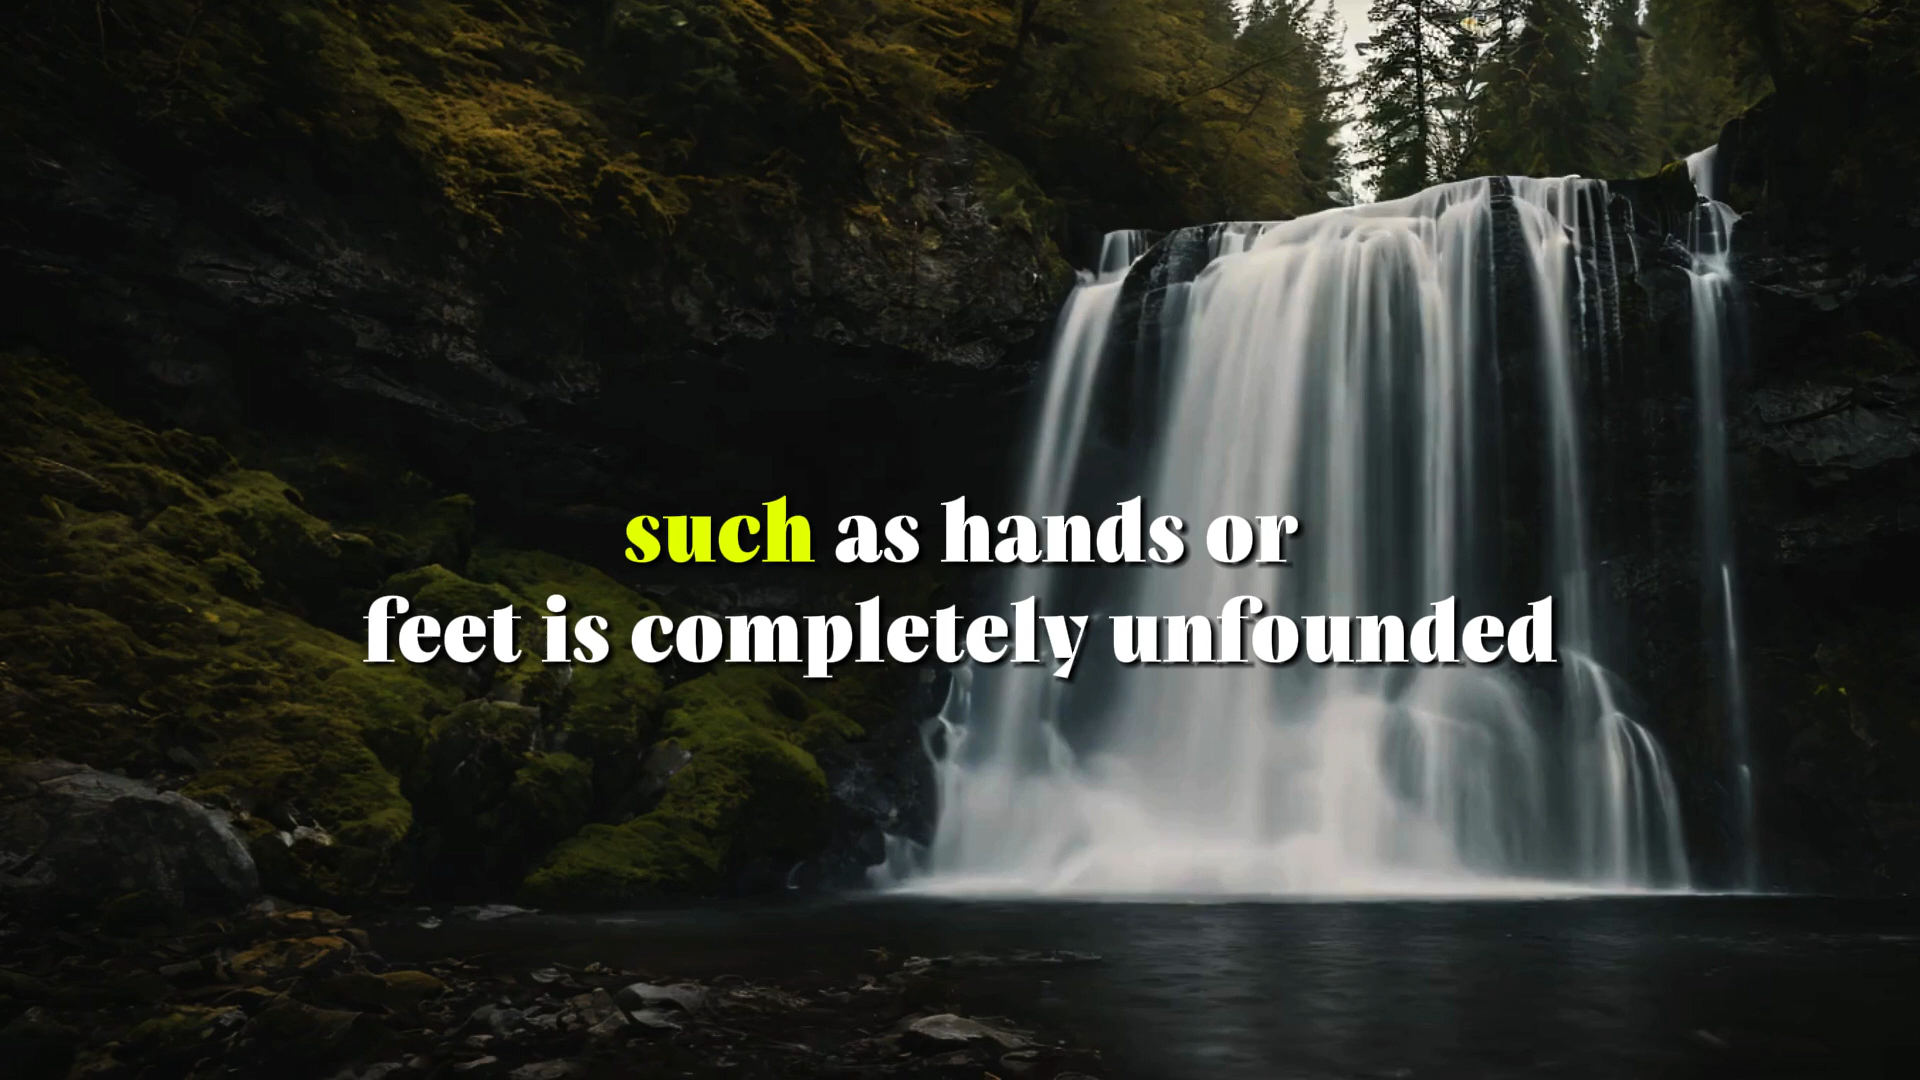 such as hands or
feet is completely unfounded